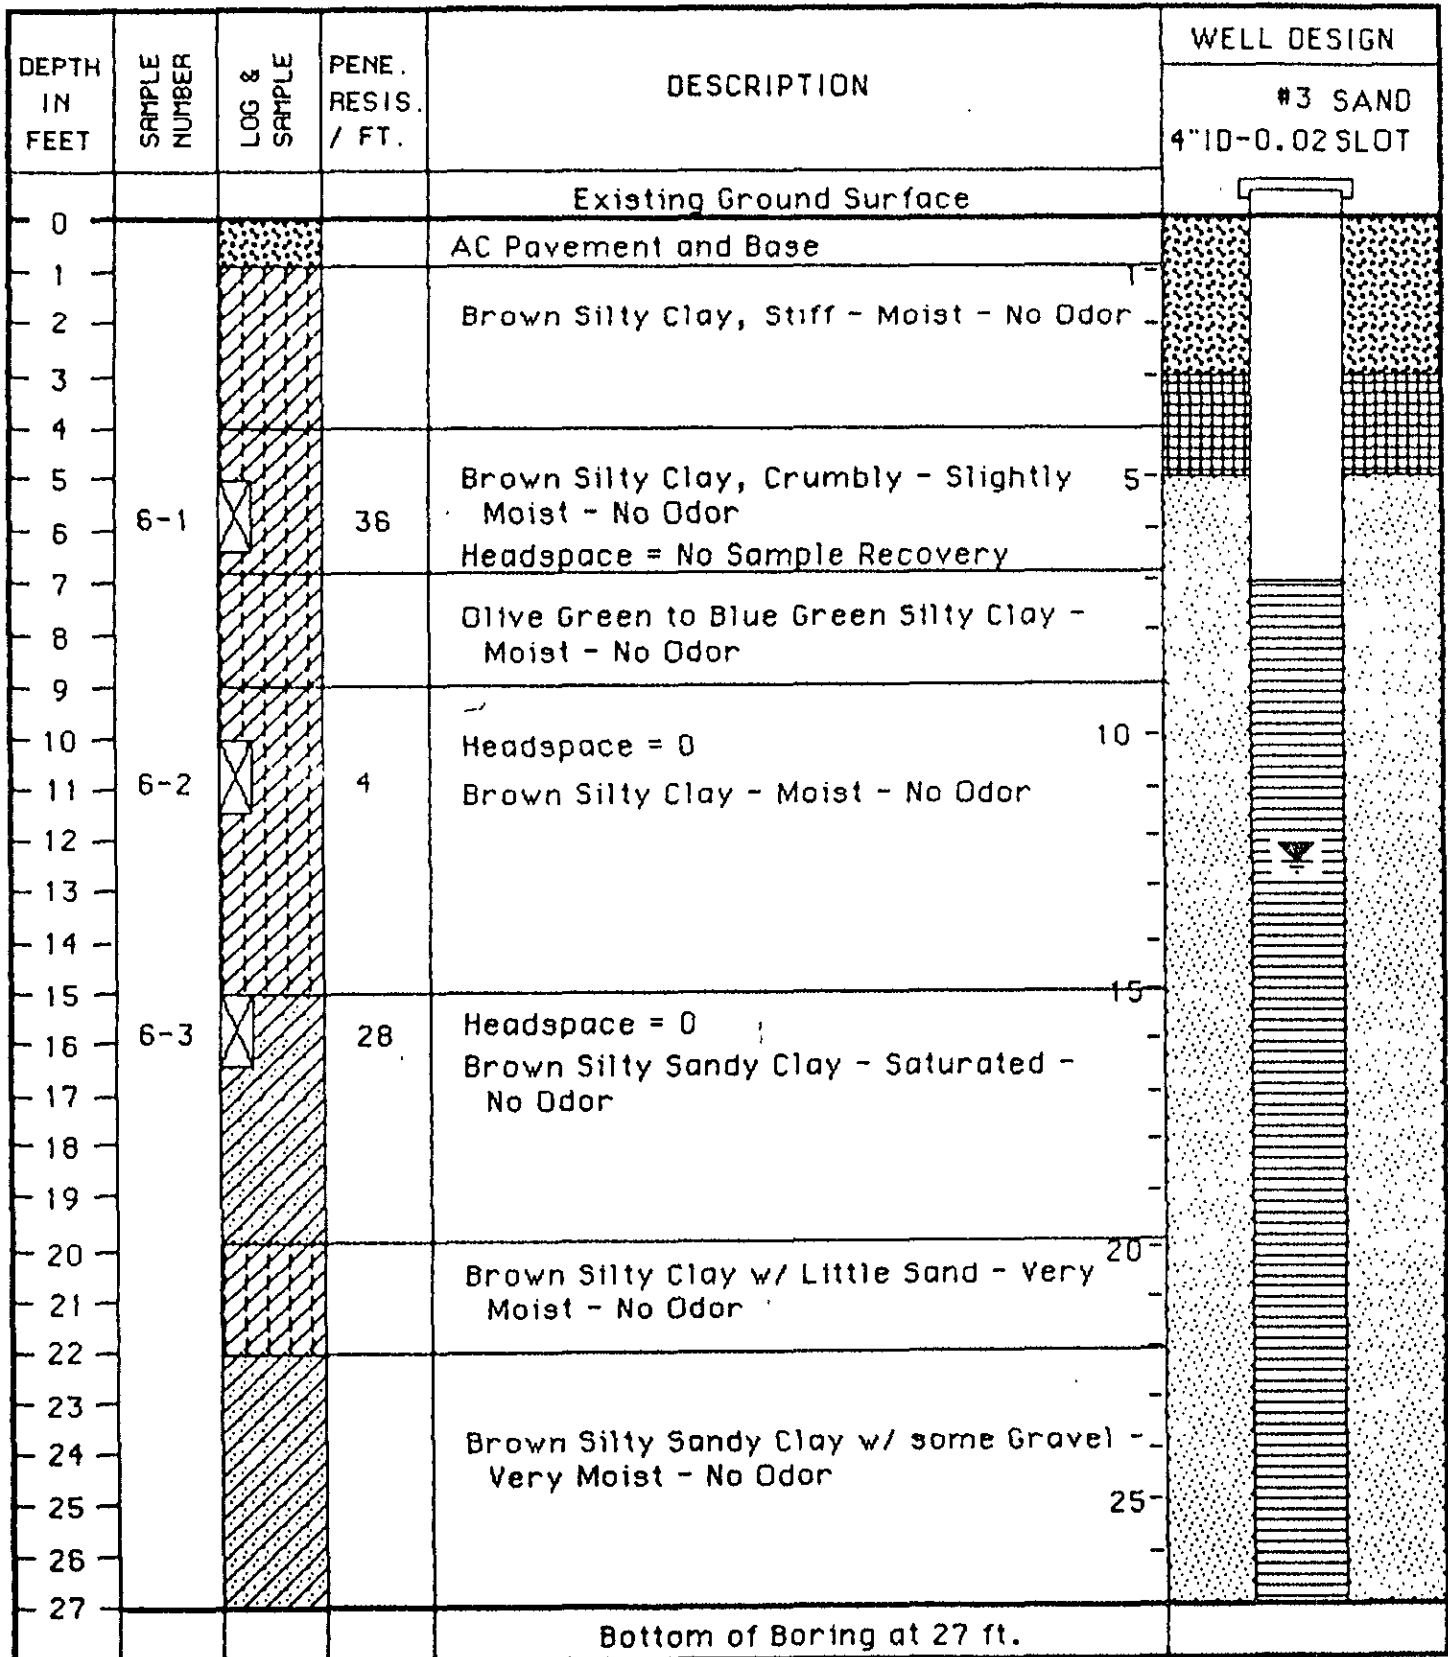 DEPTH IN FEET
SAMPLE NUMBER
LOG & SAMPLE
PENE. RESIS. / FT.
DESCRIPTION
WELL DESIGN
#3 SAND
4"ID-0.02 SLOT
Existing Ground Surface
0
AC Pavement and Base
1
1
2
Brown Silty Clay, Stiff - Moist - No Odor
3
4
5
Brown Silty Clay, Crumbly - Slightly
5
6-1
36
Moist - No Odor
6
Headspace = No Sample Recovery
7
Olive Green to Blue Green Silty Clay -
8
Moist - No Odor
9
10
Headspace = 0
10
11
6-2
4
Brown Silty Clay - Moist - No Odor
12
13
14
15
15
16
6-3
28
Headspace = 0
Brown Silty Sandy Clay - Saturated -
17
No Odor
18
19
20
20
Brown Silty Clay w/ Little Sand - Very
21
Moist - No Odor
22
23
24
Brown Silty Sandy Clay w/ some Gravel -
Very Moist - No Odor
25
25
26
27
Bottom of Boring at 27 ft.